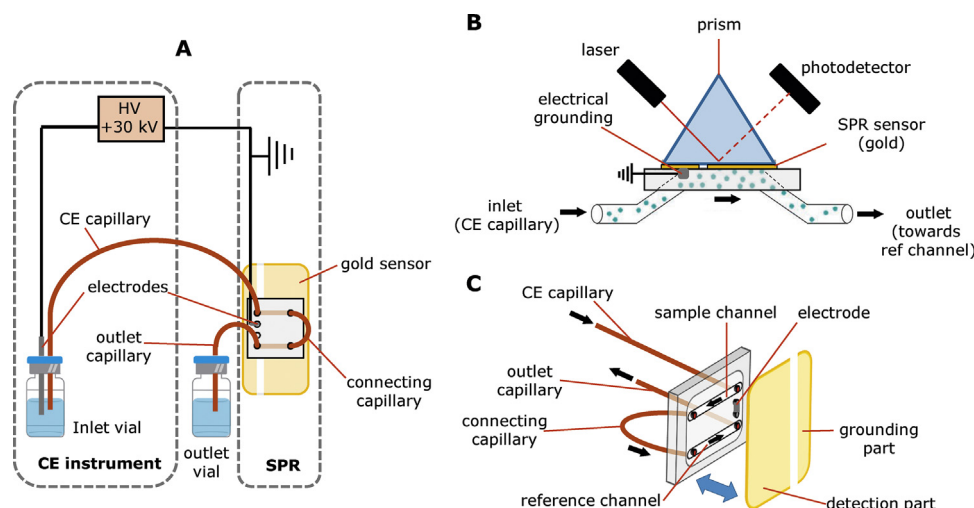 A
HV
+30 kV
CE capillary
gold sensor
electrodes
outlet
capillary
connecting
capillary
Inlet vial
outlet
vial
CE instrument
SPR
B
prism
laser
photodetector
electrical
grounding
SPR sensor
(gold)
inlet
(CE capillary)
outlet
(towards
ref channel)
C
CE capillary
sample channel
electrode
outlet
capillary
connecting
capillary
grounding
part
reference channel
detection part